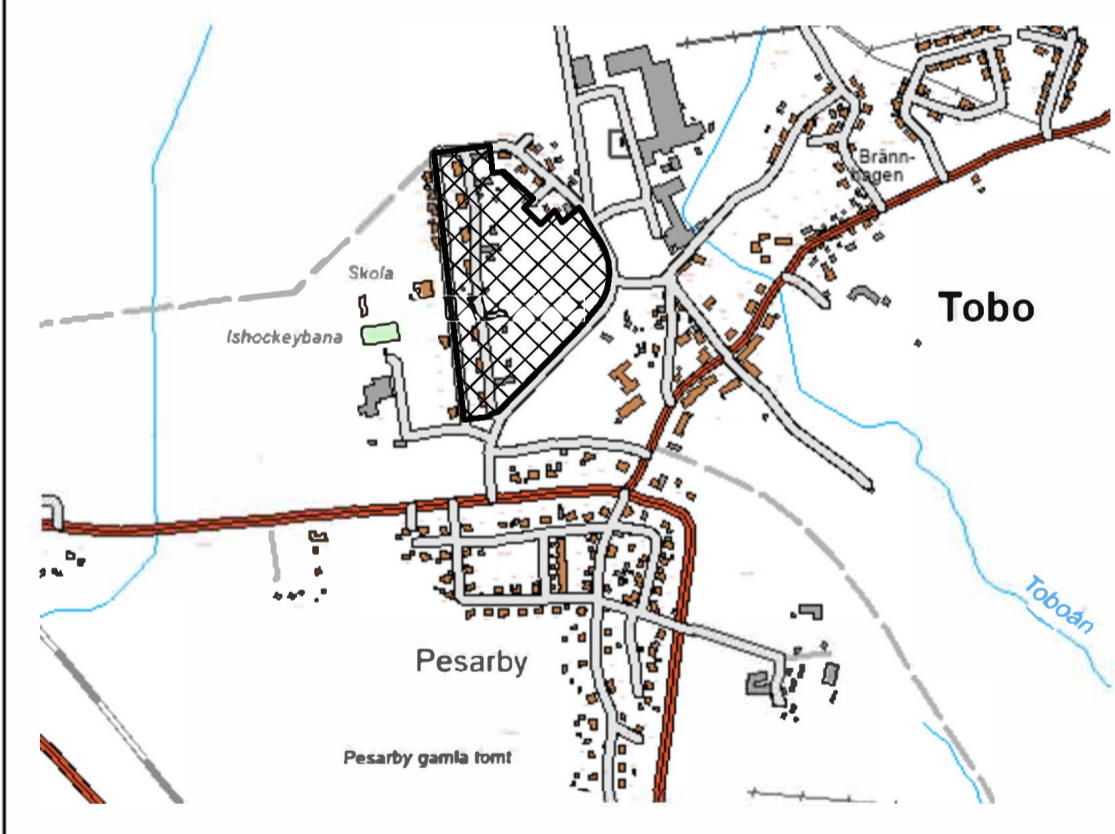 Bränn-
hagen
Skola
Tobo
Ishockeybana
Toboån
Pesarby
Pesarby gamla tomt